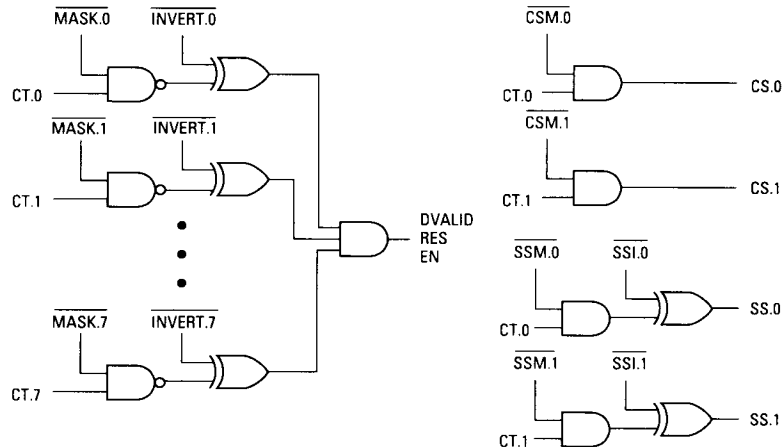 MASK.0 INVERT.0
CT.0
MASK.1 INVERT.1
CT.1
MASK.7 INVERT.7
CT.7
DVALID
RES
EN
CSM.0
CT.0 CS.0
CSM.1
CT.1 CS.1
SSM.0 SSI.0
CT.0 SS.0
SSM.1 SSI.1
CT.1 SS.1